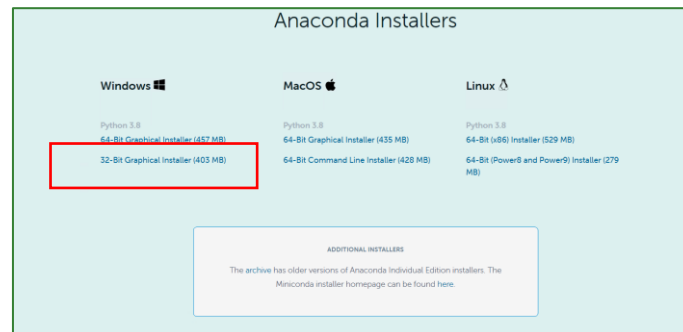 Anaconda Installers
Windows
Python 3.8
64-Bit Graphical Installer (457 MB)
32-Bit Graphical Installer (403 MB)
MacOS
Python 3.8
64-Bit Graphical Installer (435 MB)
64-Bit Command Line Installer (428 MB)
Linux
Python 3.8
64-Bit (x86) Installer (529 MB)
64-Bit (Power8 and Power9) Installer (279
MB)
ADDITIONAL INSTALLERS
The archive has older versions of Anaconda Individual Edition installers. The
Miniconda installer homepage can be found here.